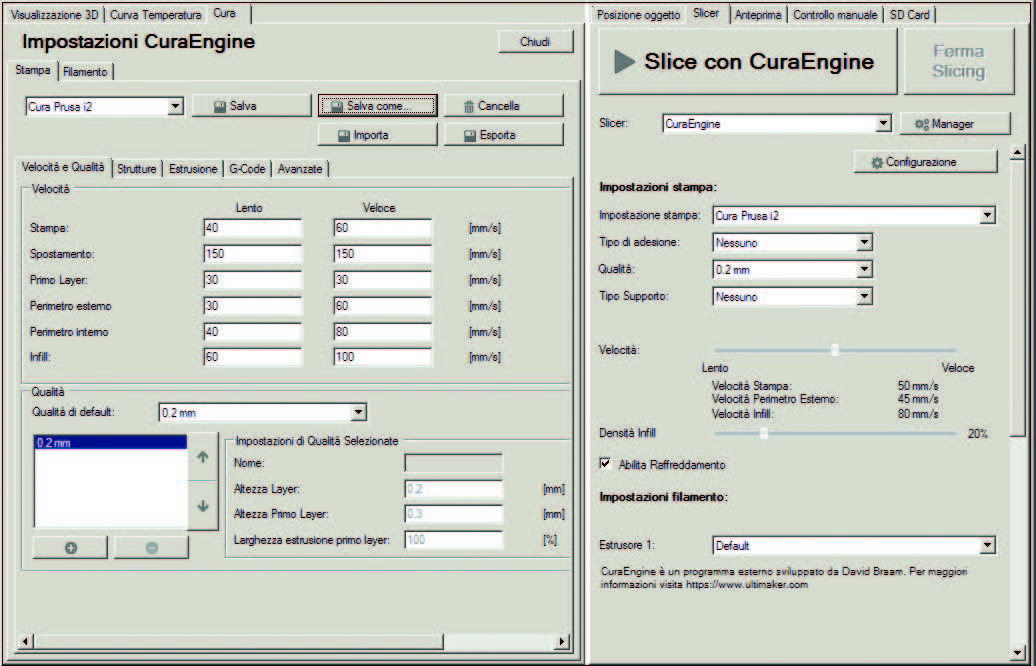 Visualizzazione 3D Curva Temperatura Cura
Impostazioni CuraEngine
Chiudi
Stampa Filamento
Cura Prusa i2
Salva
Salva come...
Cancella
Importa
Esporta
Velocità e Qualità Strutture Estrusione G-Code Avanzate
Velocità
Lento Veloce
Stampa: 40 60 [mm/s]
Spostamento: 150 150 [mm/s]
Primo Layer: 30 30 [mm/s]
Perimetro esterno 30 60 [mm/s]
Perimetro interno 40 80 [mm/s]
Infill: 60 100 [mm/s]
Qualità
Qualità di default: 0.2 mm
0.2 mm
Impostazioni di Qualità Selezionate
Nome:
Altezza Layer: 0.2 [mm]
Altezza Primo Layer: 0.3 [mm]
Larghezza estrusione primo layer: 100 [%]
Posizione oggetto Slicer Anteprima Controllo manuale SD Card
Slice con CuraEngine
Ferma
Slicing
Slicer: CuraEngine Manager
Configurazione
Impostazioni stampa:
Impostazione stampa: Cura Prusa i2
Tipo di adesione: Nessuno
Qualità: 0.2 mm
Tipo Supporto: Nessuno
Velocità:
Lento Veloce
Velocità Stampa: 50 mm/s
Velocità Perimetro Esterno: 45 mm/s
Velocità Infill: 80 mm/s
Densità Infill 20%
Abilita Raffreddamento
Impostazioni filamento:
Estrusore 1: Default
CuraEngine è un programma esterno sviluppato da David Braam. Per maggiori
informazioni visita https://www.ultimaker.com